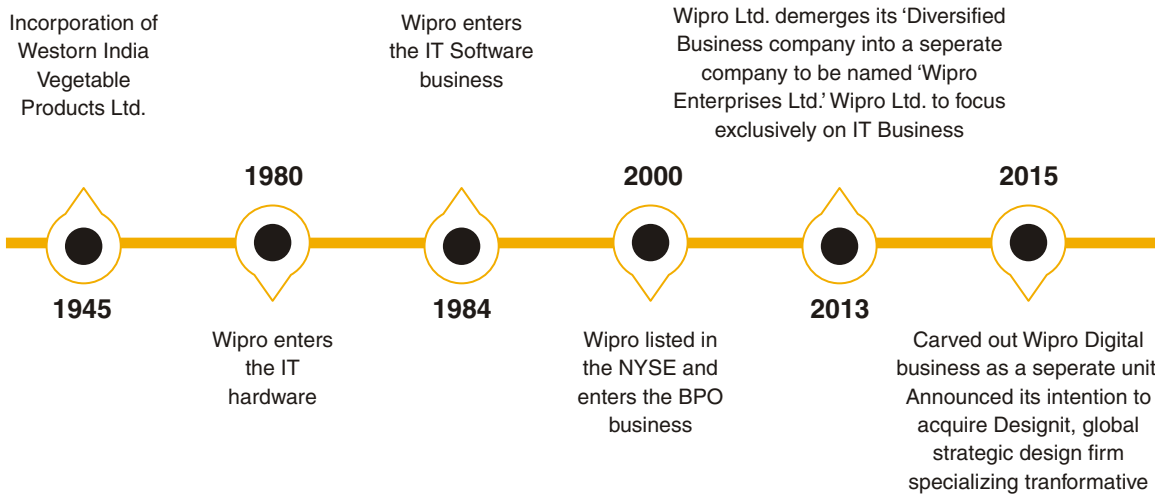 Incorporation of
Westorn India
Vegetable
Products Ltd.
1945
1980
Wipro enters
the IT
hardware
Wipro enters
the IT Software
business
1984
2000
Wipro listed in
the NYSE and
enters the BPO
business
Wipro Ltd. demerges its ‘Diversified
Business company into a seperate
company to be named ‘Wipro
Enterprises Ltd.’ Wipro Ltd. to focus
exclusively on IT Business
2013
2015
Carved out Wipro Digital
business as a seperate unit
Announced its intention to
acquire Designit, global
strategic design firm
specializing tranformative